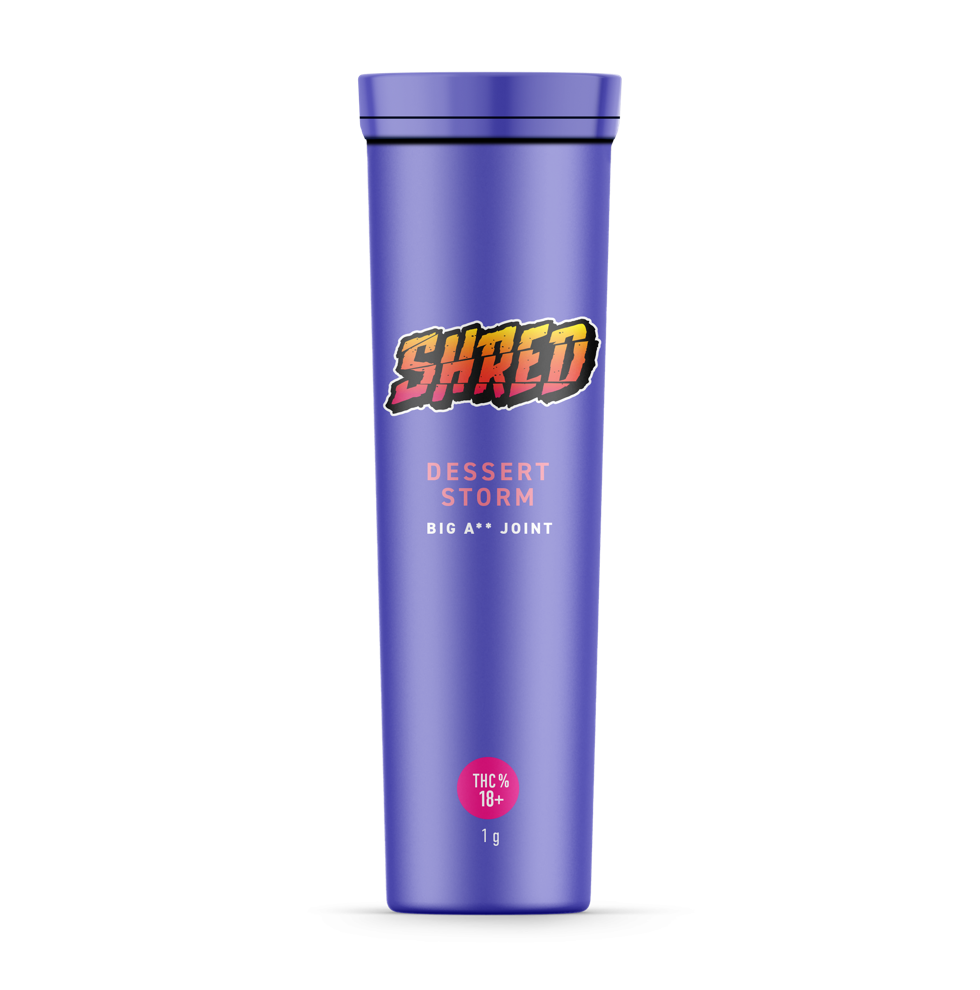 SHRED
DESSERT
STORM
BIG A** JOINT
THC%
18+
1 g